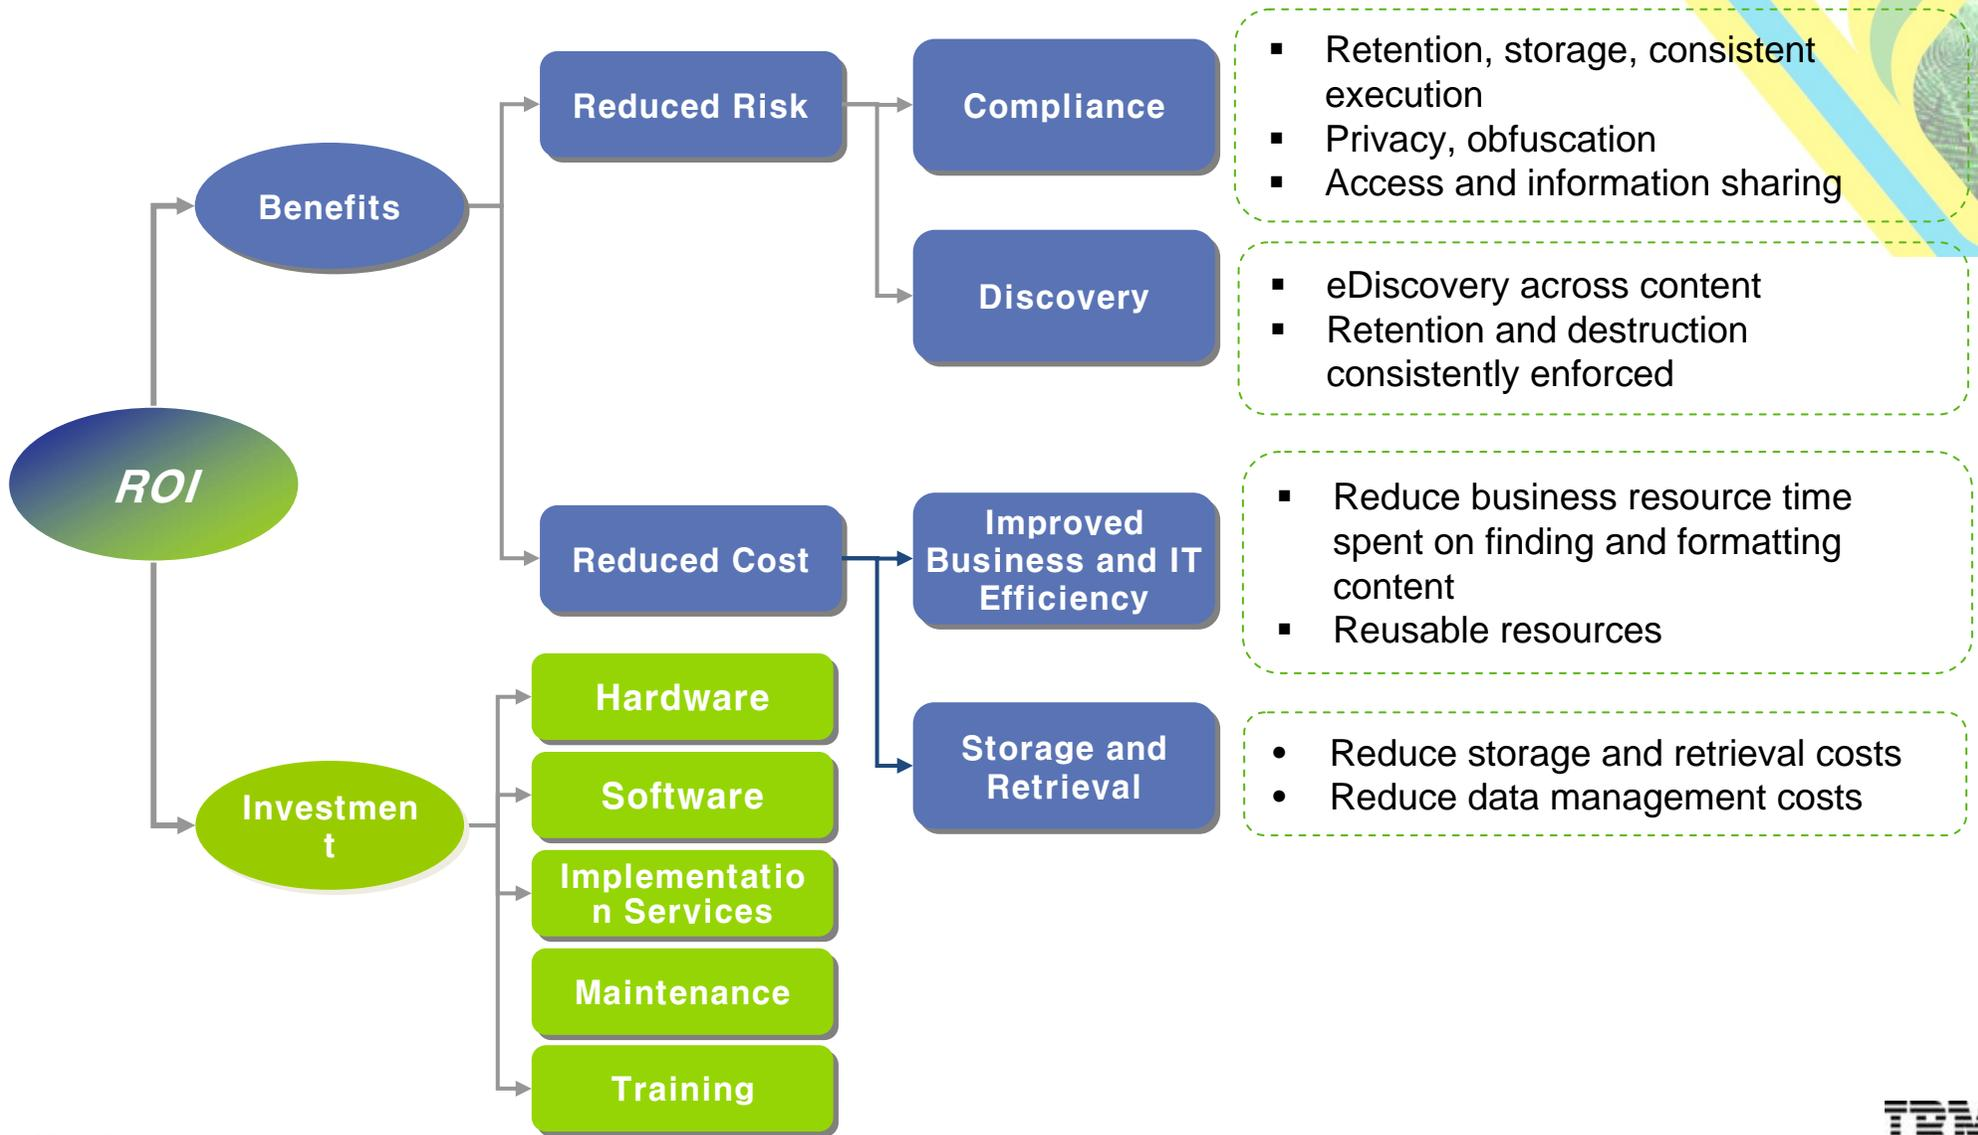 ROI
Benefits
Reduced Risk
Compliance
▪ Retention, storage, consistent
execution
▪ Privacy, obfuscation
▪ Access and information sharing
Discovery
▪ eDiscovery across content
▪ Retention and destruction
consistently enforced
Reduced Cost
Improved
Business and IT
Efficiency
▪ Reduce business resource time
spent on finding and formatting
content
▪ Reusable resources
Storage and
Retrieval
• Reduce storage and retrieval costs
• Reduce data management costs
Investmen
t
Hardware
Software
Implementatio
n Services
Maintenance
Training
IBM